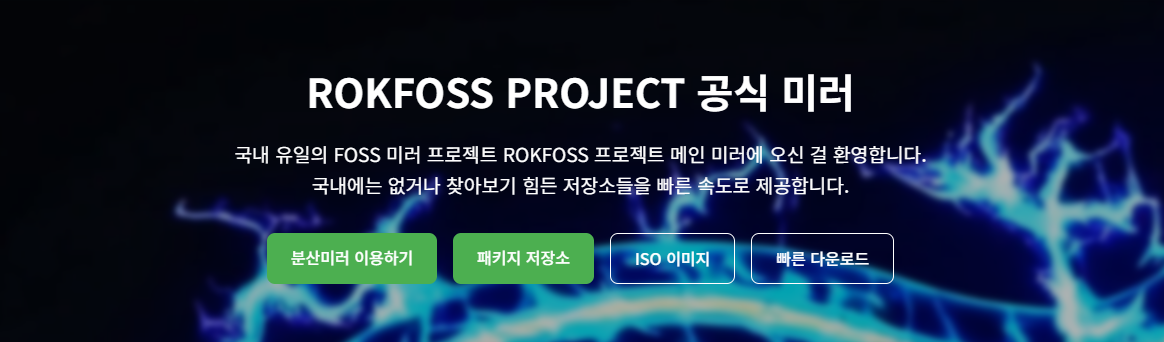 ROKFOSS PROJECT 공식 미러
국내 유일의 FOSS 미러 프로젝트 ROKFOSS 프로젝트 메인 미러에 오신 걸 환영합니다.
국내에는 없거나 찾아보기 힘든 저장소들을 빠른 속도로 제공합니다.
분산미러 이용하기
패키지 저장소
ISO 이미지
빠른 다운로드